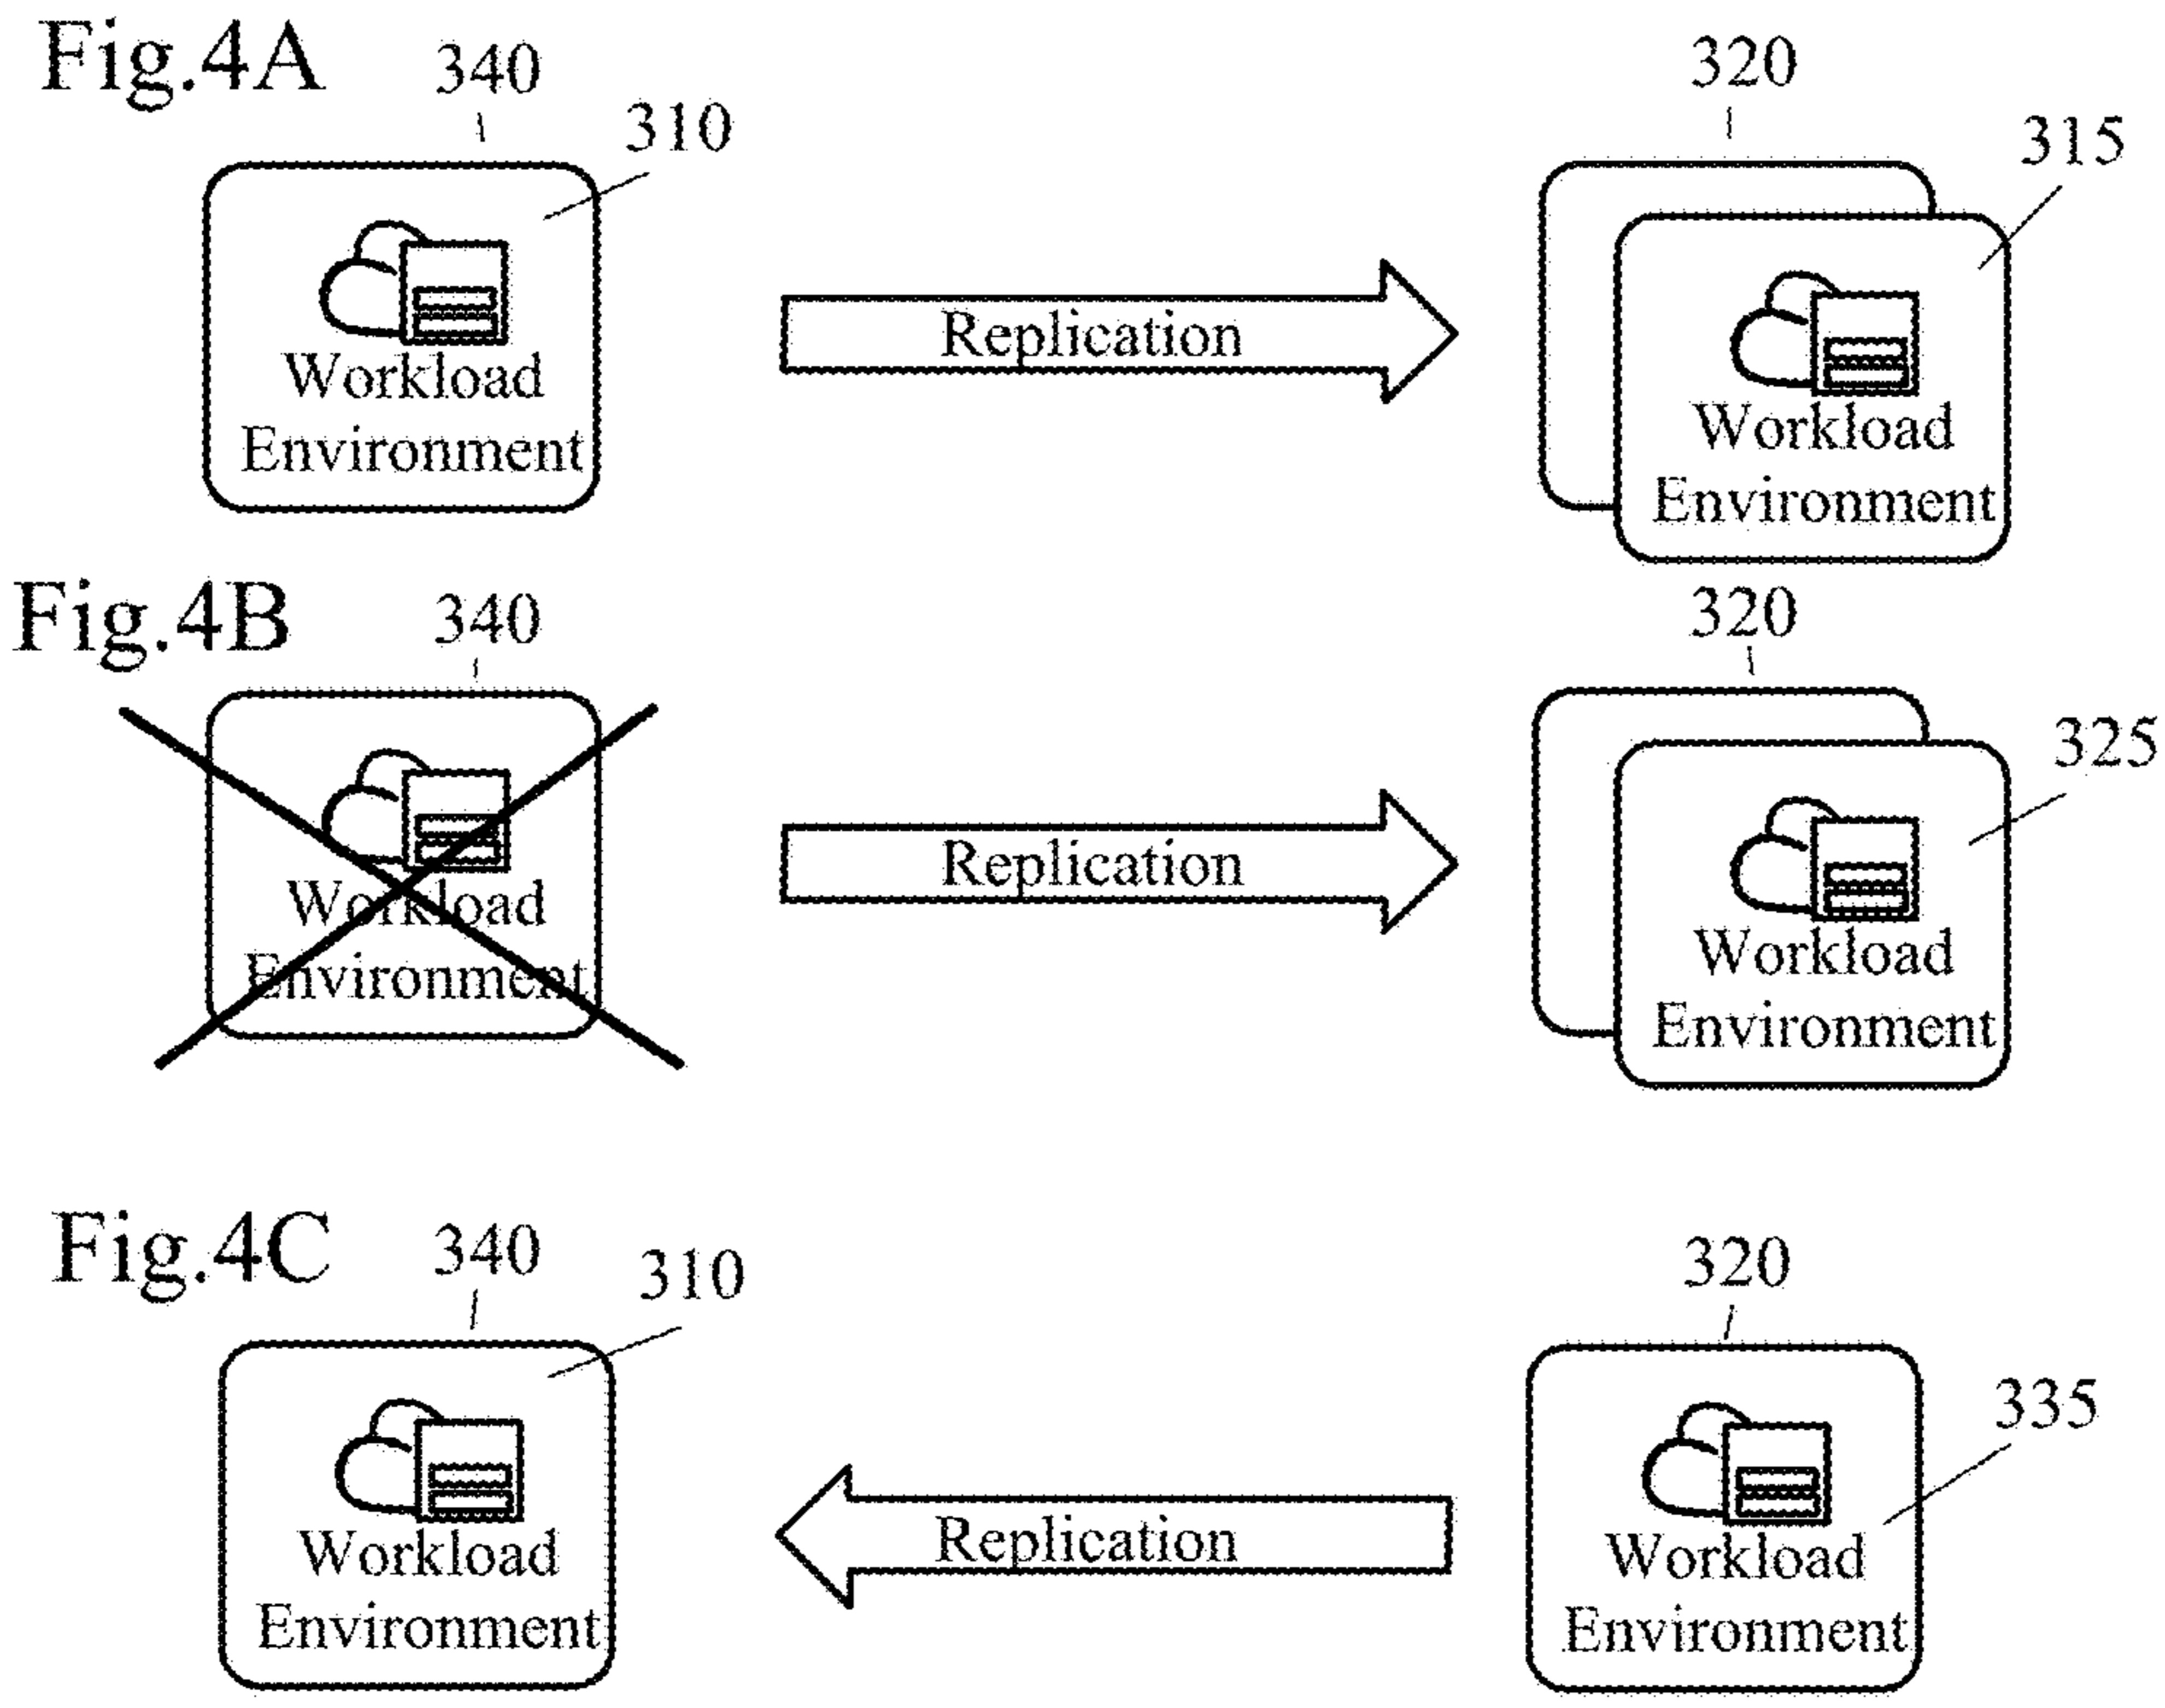 Fig.4A
340
310
320
315
Workload
Environment
Replication
Workload
Environment
Fig.4B
340
320
325
Workload
Environment
Replication
Workload
Environment
Fig.4C
340
310
320
335
Workload
Environment
Replication
Workload
Environment